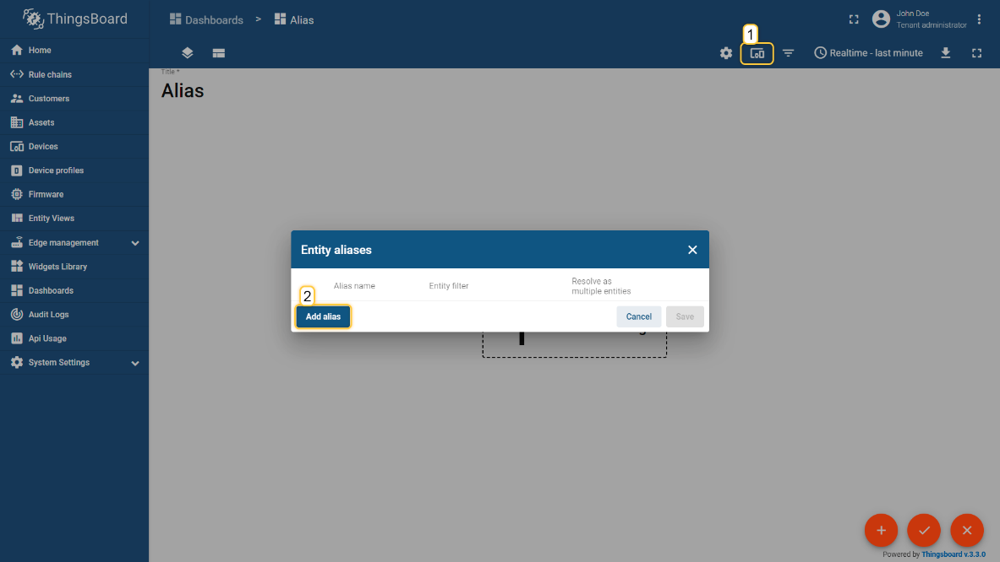 ThingsBoard
Dashboards > Alias
John Doe
Tenant administrator
1
Realtime - last minute
Home
Rule chains
Customers
Assets
Devices
Device profiles
Firmware
Entity Views
Edge management
Widgets Library
Dashboards
Audit Logs
Api Usage
System Settings
Title *
Alias
Entity aliases
Alias name
Entity filter
Resolve as
multiple entities
2
Add alias
Cancel
Save
Powered by Thingsboard v.3.3.0